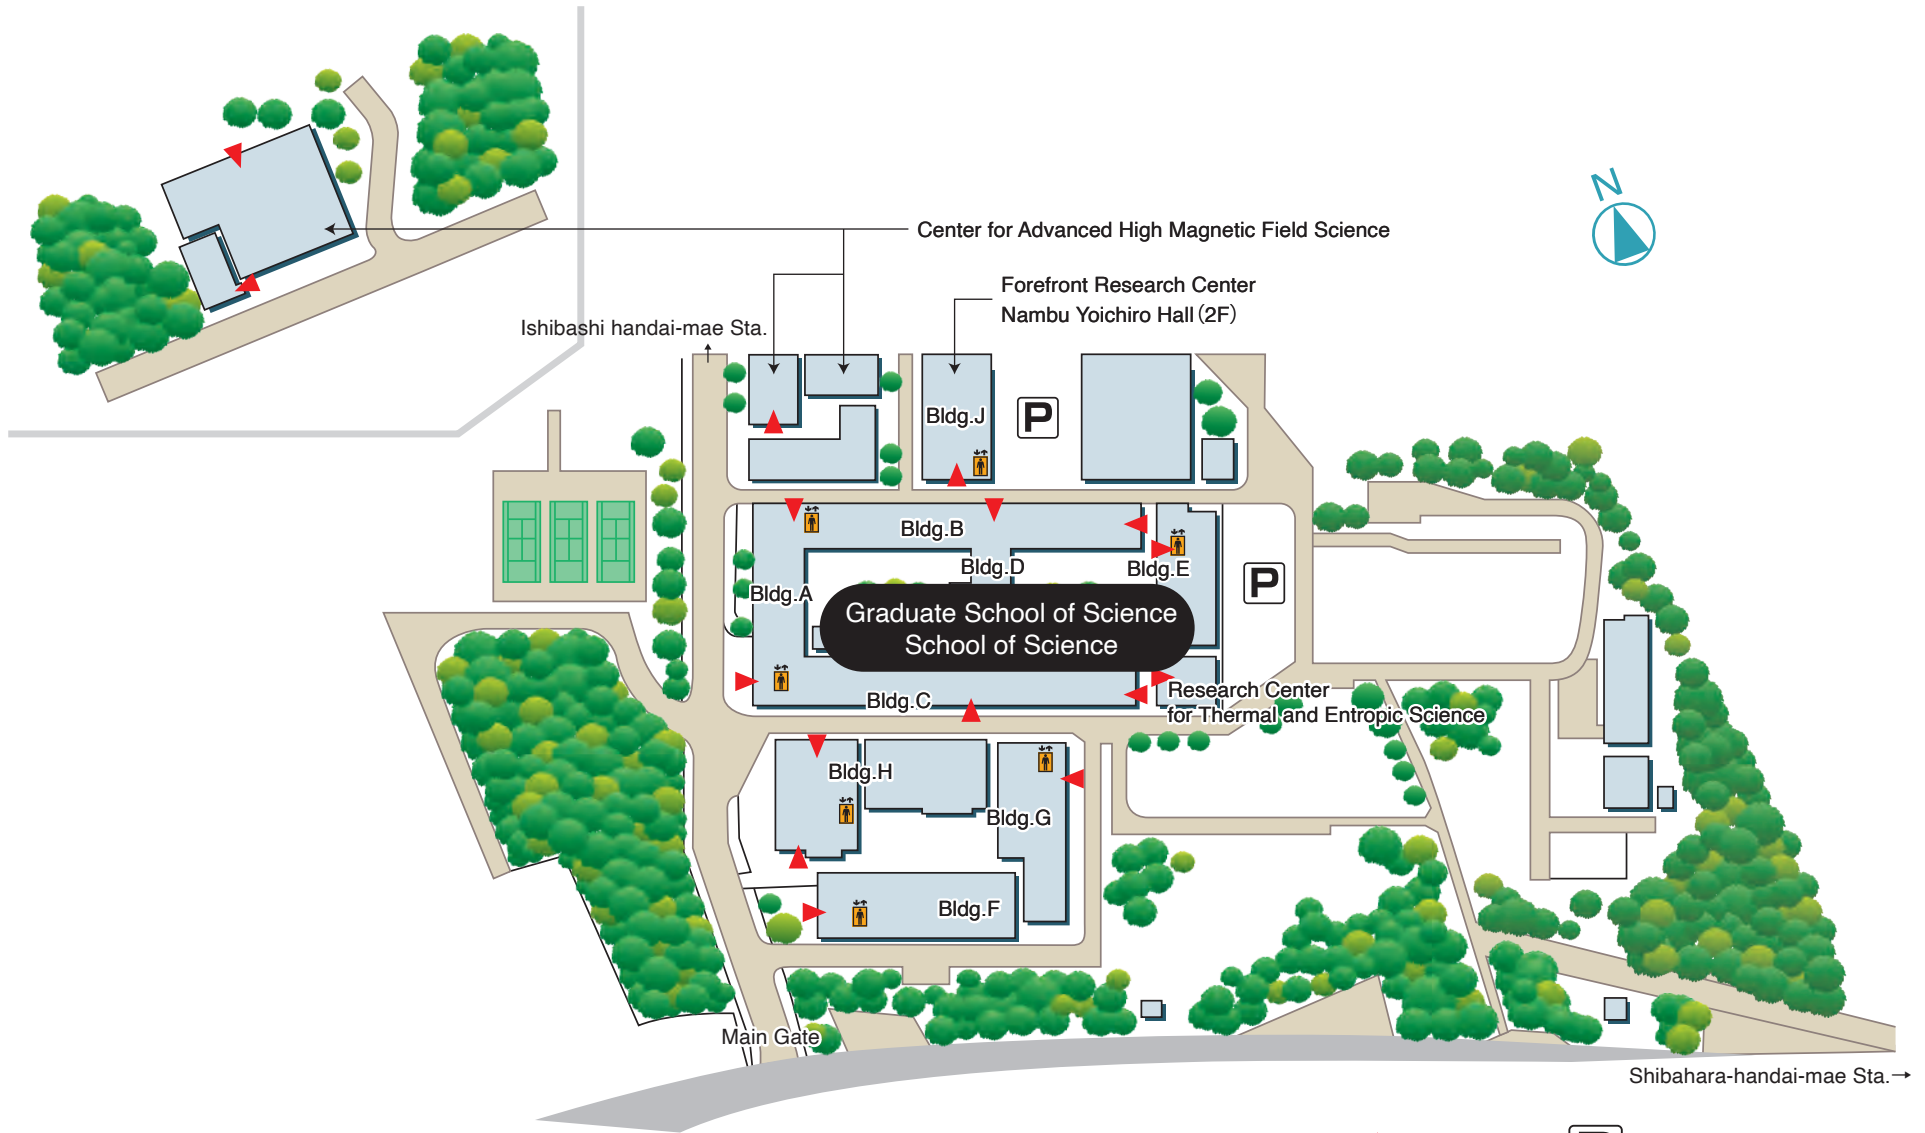 N
Center for Advanced High Magnetic Field Science
Forefront Research Center
Nambu Yoichiro Hall (2F)
Ishibashi handai-mae Sta.
Bldg.J
P
Bldg.B
Bldg.D
Bldg.E
P
Bldg.A
Graduate School of Science
School of Science
Research Center
for Thermal and Entropic Science
Bldg.C
Bldg.H
Bldg.G
Bldg.F
Main Gate
Shibahara-handai-mae Sta.→